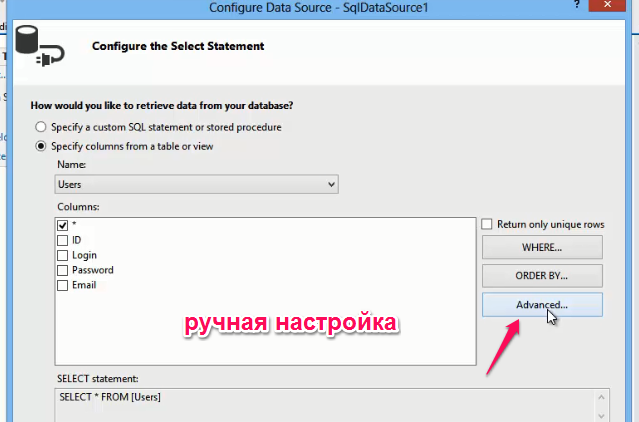 Configure Data Source - SqlDataSource1
?
Configure the Select Statement
How would you like to retrieve data from your database?
Specify a custom SQL statement or stored procedure
Specify columns from a table or view
Name:
Users
Columns:
*
ID
Login
Password
Email
Return only unique rows
WHERE...
ORDER BY...
Advanced...
ручная настройка
SELECT statement:
SELECT * FROM [Users]